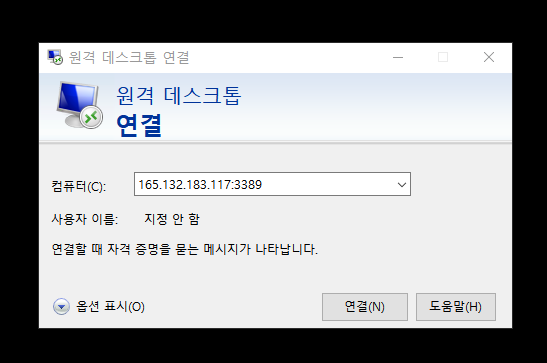 원격 데스크톱 연결
원격 데스크톱
연결
컴퓨터(C): 165.132.183.117:3389
사용자 이름: 지정 안 함
연결할 때 자격 증명을 묻는 메시지가 나타납니다.
옵션 표시(O) 연결(N) 도움말(H)